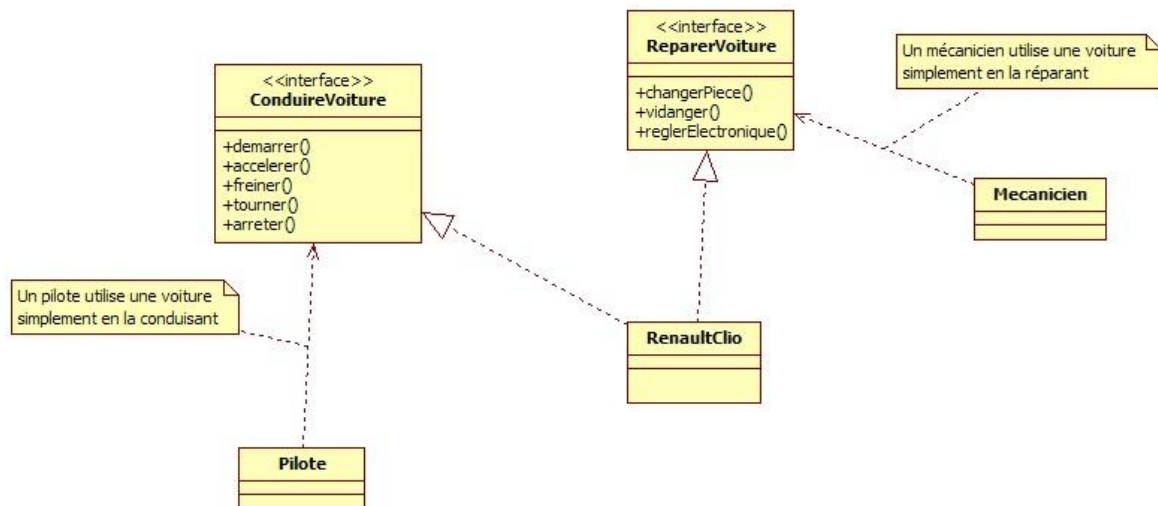 <<interface>>
ReparerVoiture
+changerPiece()
+vidanger()
+reglerElectronique()
Un mécanicien utilise une voiture
simplement en la réparant
<<interface>>
ConduireVoiture
+demarrer()
+accelerer()
+freiner()
+tourner()
+arreter()
Mecanicien
Un pilote utilise une voiture
simplement en la conduisant
RenaultClio
Pilote